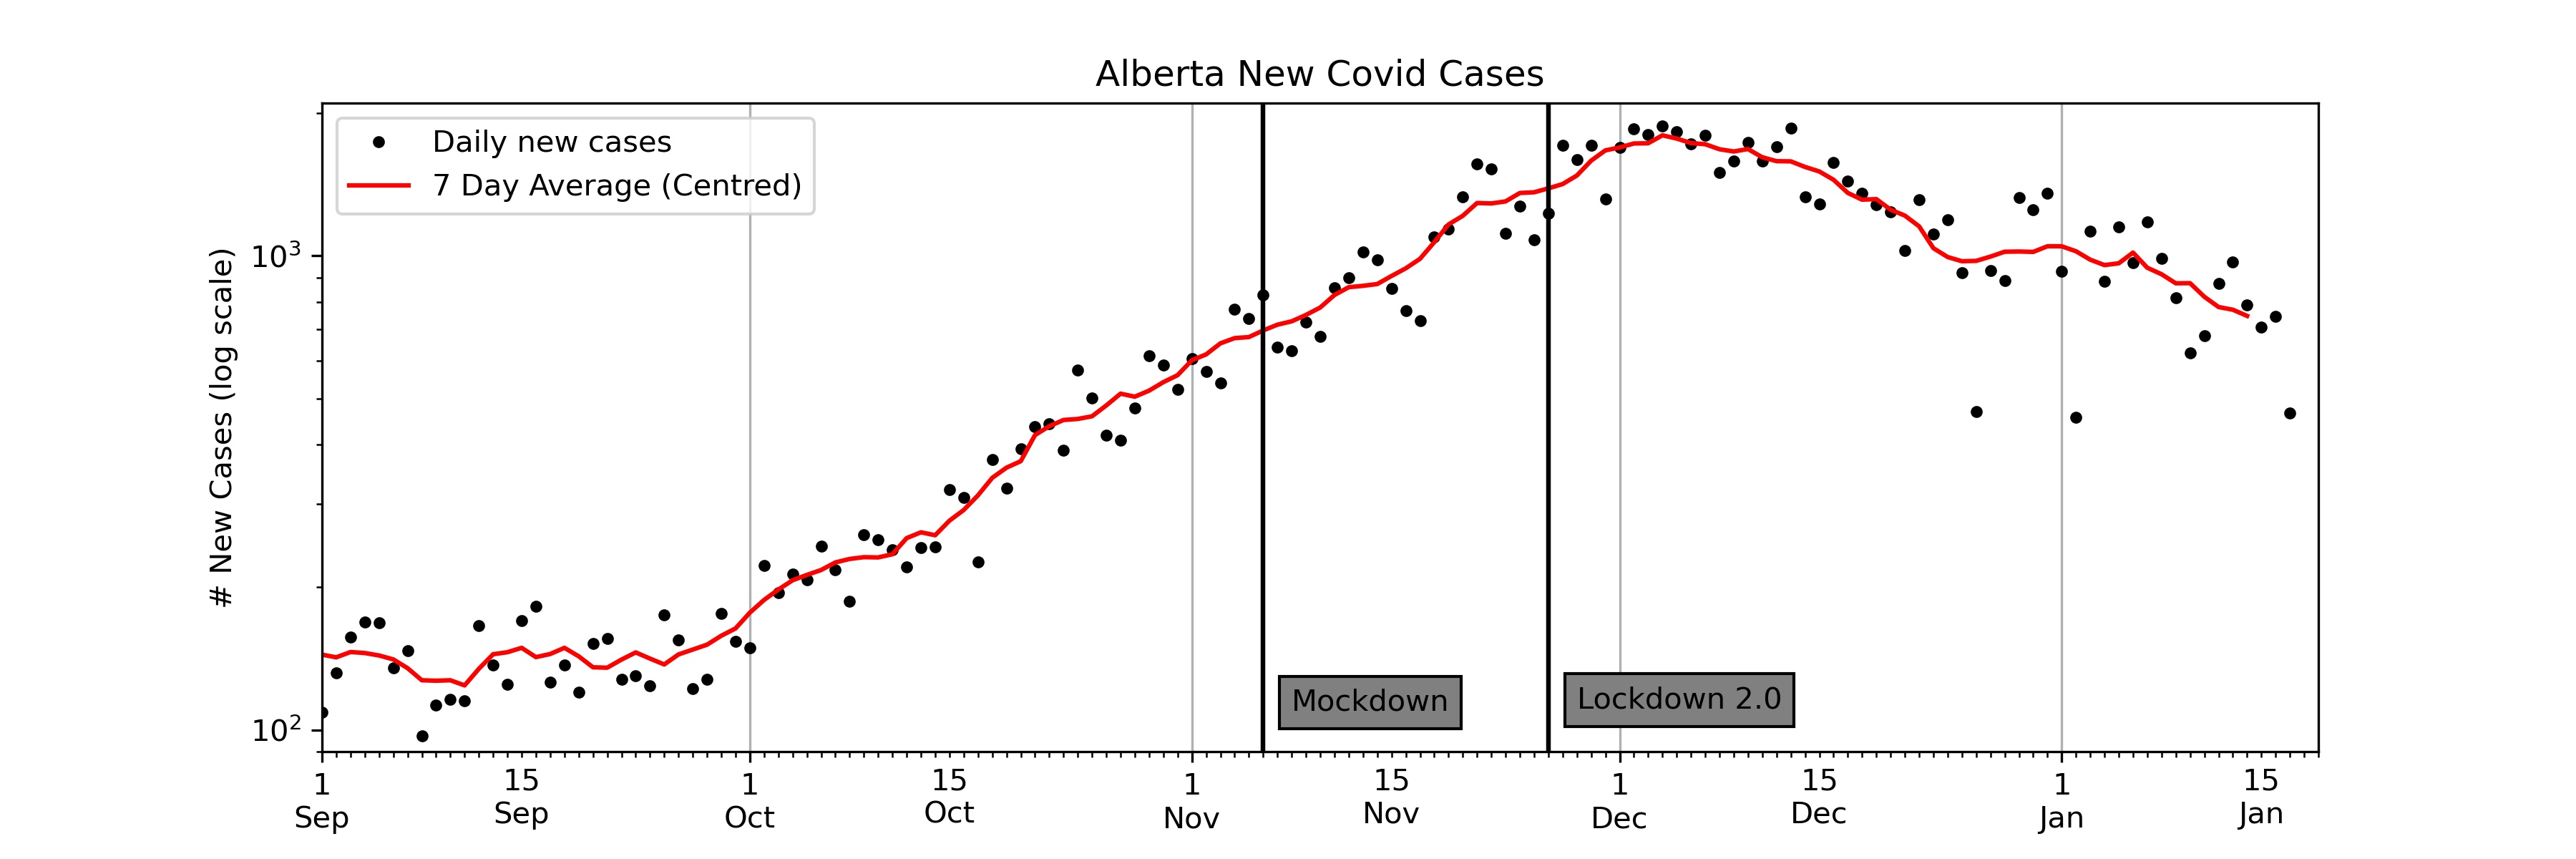 Alberta New Covid Cases
Daily new cases
7 Day Average (Centred)
# New Cases (log scale)
10³
10²
Mockdown
Lockdown 2.0
1 15 1 15 1 15 1 15 1 15
Sep Sep Oct Oct Nov Nov Dec Dec Jan Jan